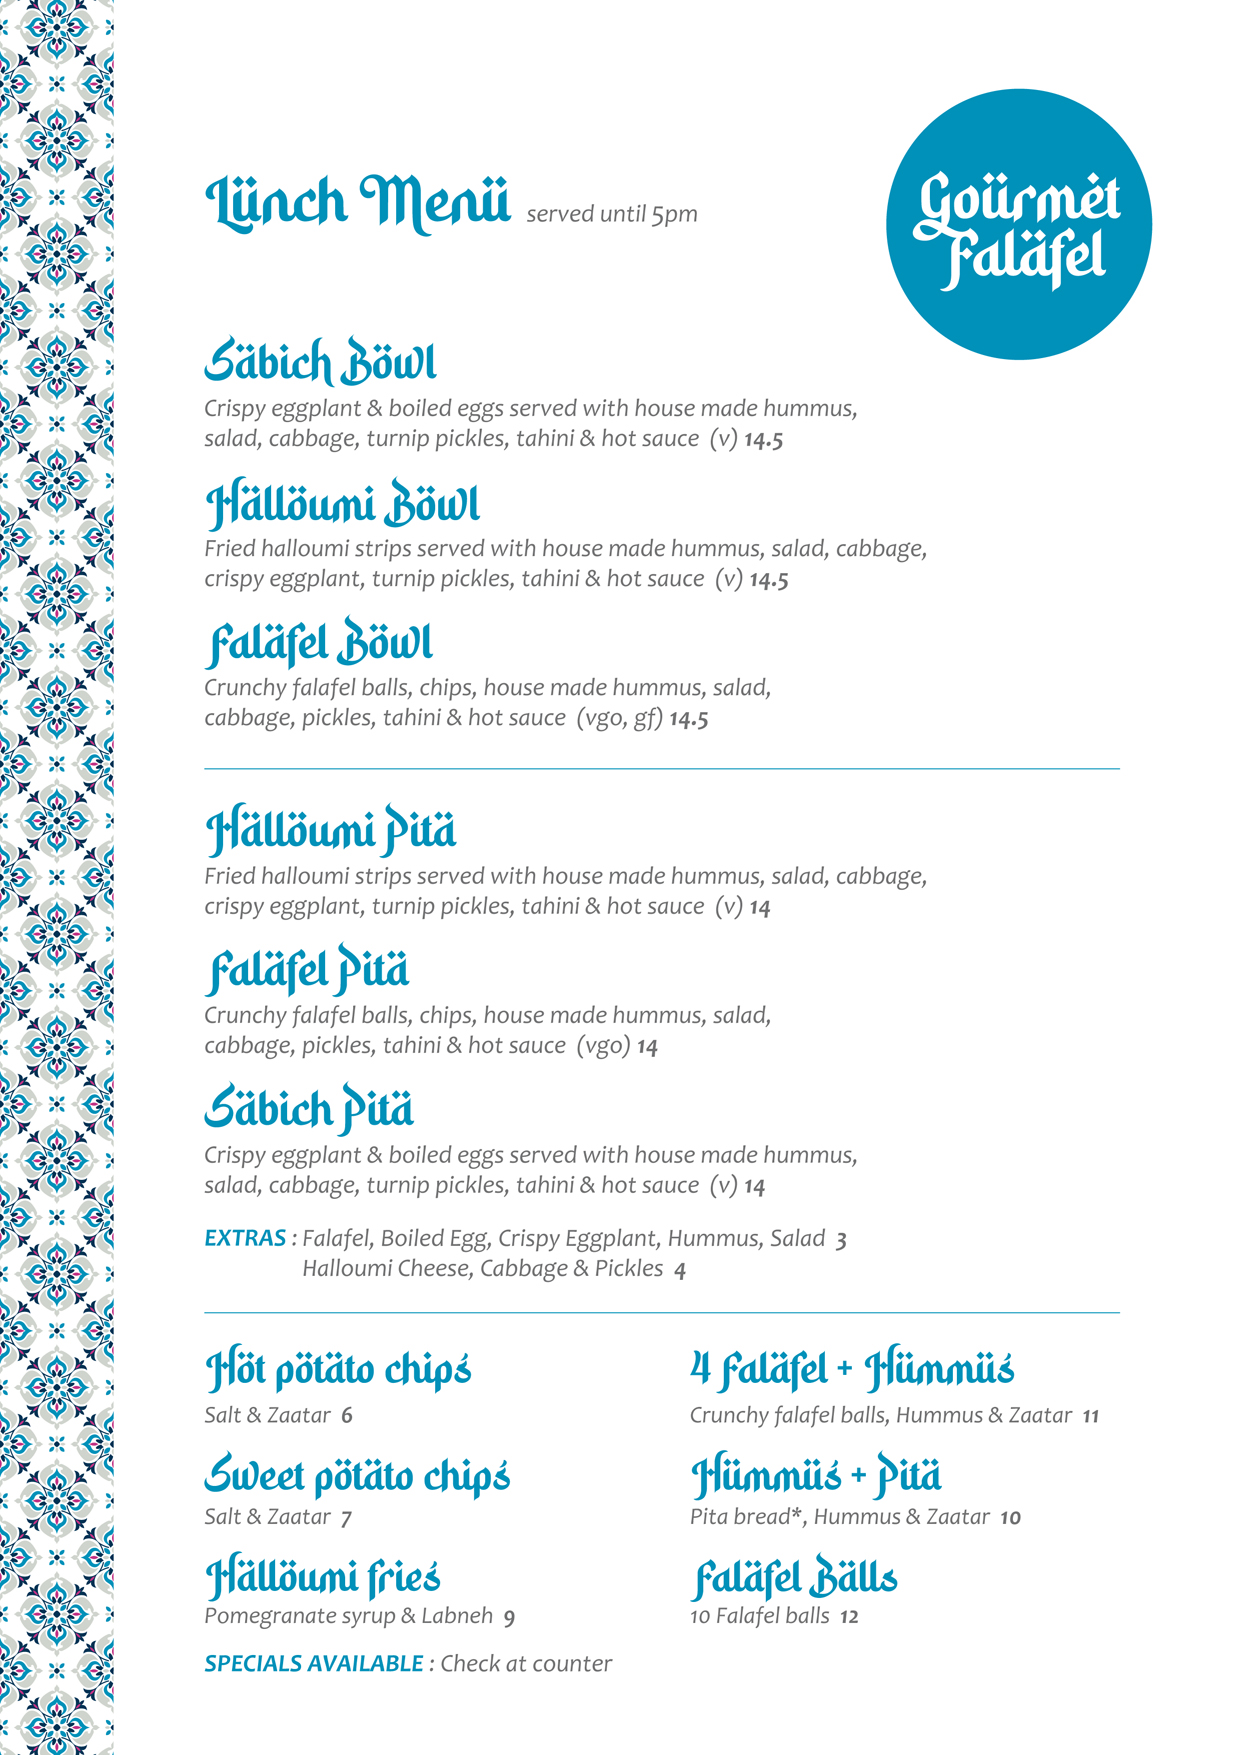 Lünch Menü served until 5pm
Goürmėt
Faläfel
Säbich Böwl
Crispy eggplant & boiled eggs served with house made hummus,
salad, cabbage, turnip pickles, tahini & hot sauce (v) 14.5
Hällöumi Böwl
Fried halloumi strips served with house made hummus, salad, cabbage,
crispy eggplant, turnip pickles, tahini & hot sauce (v) 14.5
Faläfel Böwl
Crunchy falafel balls, chips, house made hummus, salad,
cabbage, pickles, tahini & hot sauce (vgo, gf) 14.5
Hällöumi Pitä
Fried halloumi strips served with house made hummus, salad, cabbage,
crispy eggplant, turnip pickles, tahini & hot sauce (v) 14
Faläfel Pitä
Crunchy falafel balls, chips, house made hummus, salad,
cabbage, pickles, tahini & hot sauce (vgo) 14
Säbich Pitä
Crispy eggplant & boiled eggs served with house made hummus,
salad, cabbage, turnip pickles, tahini & hot sauce (v) 14
EXTRAS : Falafel, Boiled Egg, Crispy Eggplant, Hummus, Salad 3
Halloumi Cheese, Cabbage & Pickles 4
Höt pötäto chipś
Salt & Zaatar 6
Sweet pötäto chipś
Salt & Zaatar 7
Hällöumi frieś
Pomegranate syrup & Labneh 9
4 Faläfel + Hümmüś
Crunchy falafel balls, Hummus & Zaatar 11
Hümmüś + Pitä
Pita bread*, Hummus & Zaatar 10
Faläfel Bälls
10 Falafel balls 12
SPECIALS AVAILABLE : Check at counter